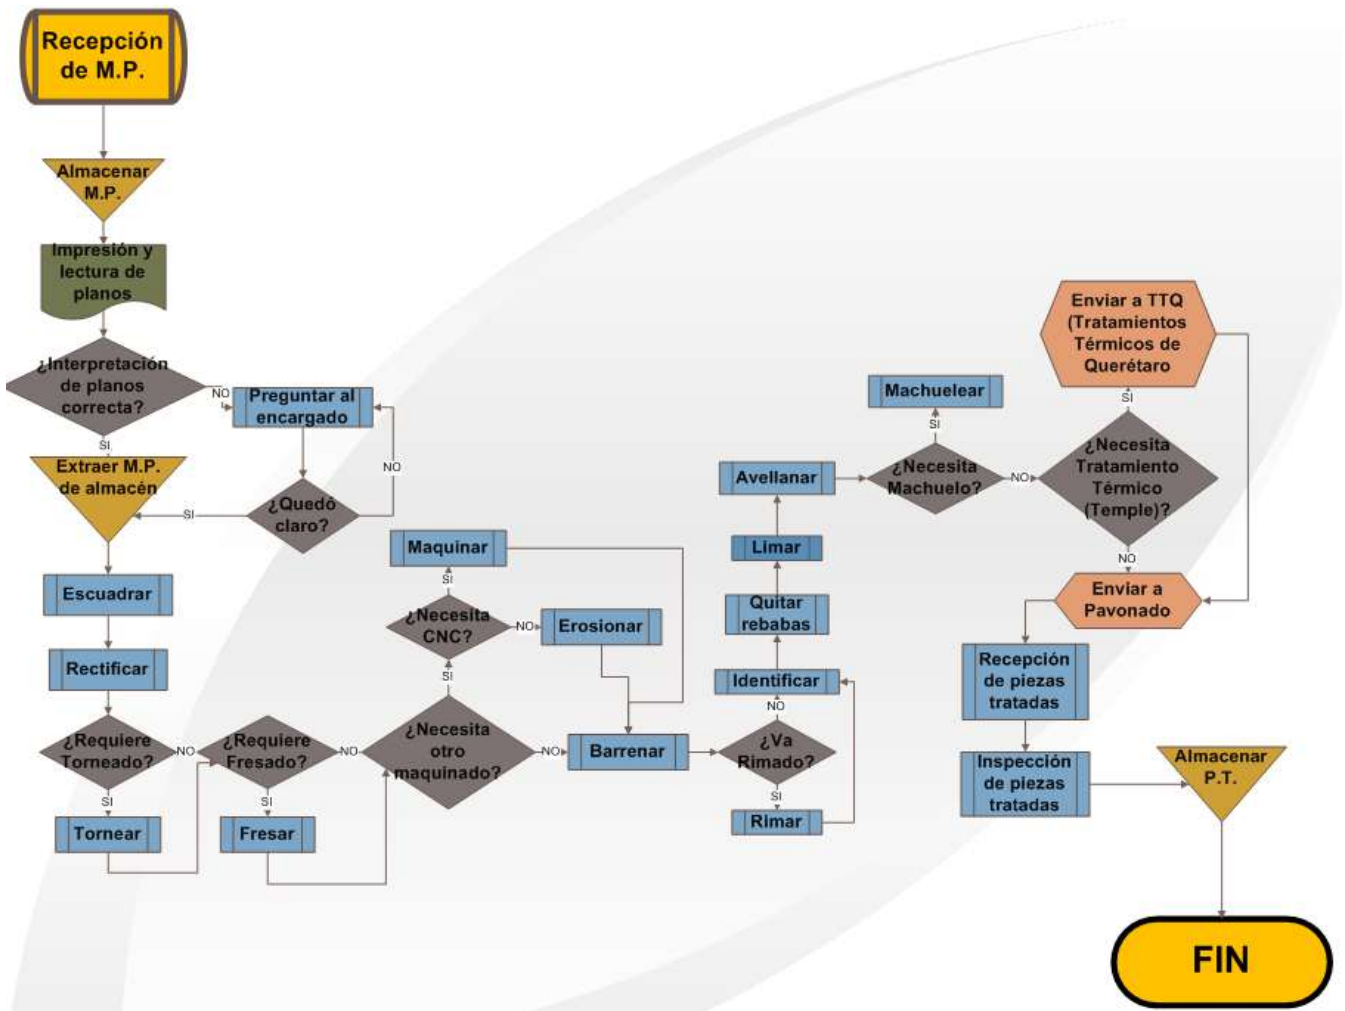 Recepción
de M.P.
Almacenar
M.P.
Impresión y
lectura de
planos
¿Interpretación
de planos
correcta?
NO
Preguntar al
encargado
SI
NO
Extraer M.P.
de almacén
SI
¿Quedó
claro?
Escuadrar
Rectificar
¿Requiere
Torneado?
NO
SI
Tornear
¿Requiere
Fresado?
NO
SI
Fresar
¿Necesita
otro
maquinado?
SI
NO
¿Necesita
CNC?
SI
NO
Maquinar
Erosionar
Barrenar
¿Va
Rimado?
NO
SI
Rimar
Identificar
Quitar
rebabas
Limar
Avellanar
¿Necesita
Machuelo?
SI
NO
Machuelear
¿Necesita
Tratamiento
Térmico
(Temple)?
SI
NO
Enviar a TTQ
(Tratamientos
Térmicos de
Querétaro
Enviar a
Pavonado
Recepción
de piezas
tratadas
Inspección
de piezas
tratadas
Almacenar
P.T.
FIN